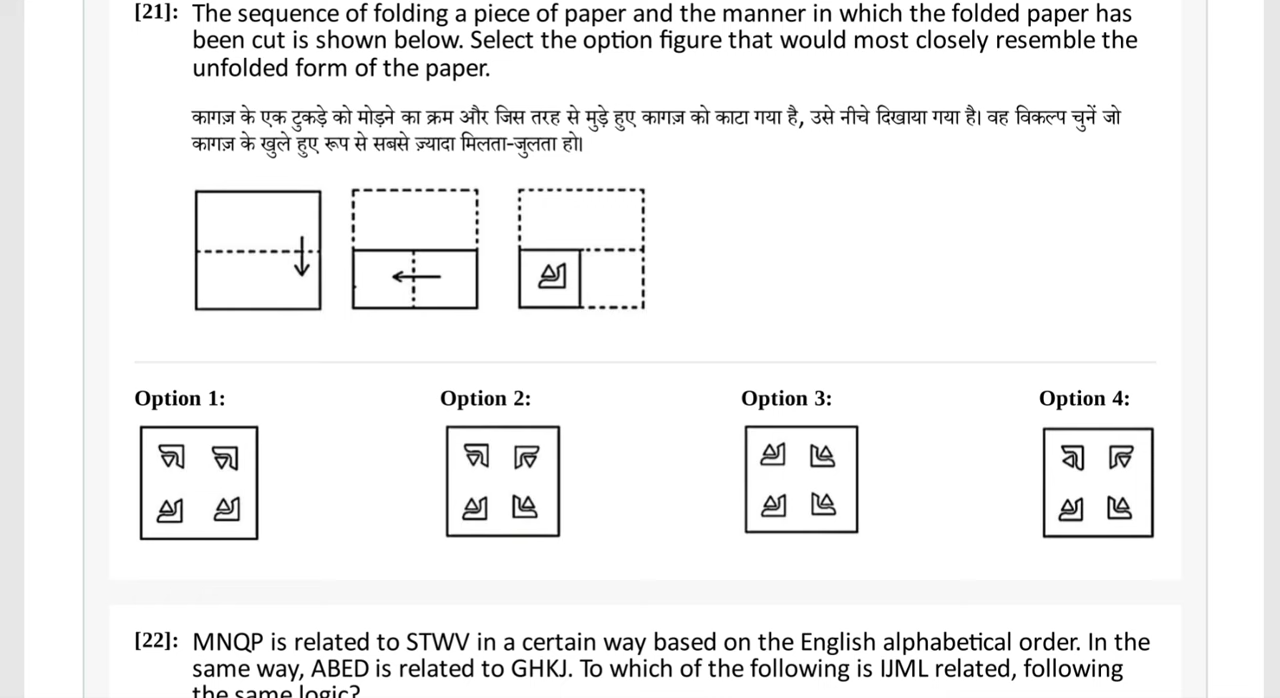 [21]: The sequence of folding a piece of paper and the manner in which the folded paper has
been cut is shown below. Select the option figure that would most closely resemble the
unfolded form of the paper.
कागज़ के एक टुकड़े को मोड़ने का क्रम और जिस तरह से मुड़े हुए कागज़ को काटा गया है, उसे नीचे दिखाया गया है। वह विकल्प चुनें जो
कागज़ के खुले हुए रूप से सबसे ज़्यादा मिलता-जुलता हो।
Option 1: Option 2: Option 3: Option 4:
[22]: MNQP is related to STWV in a certain way based on the English alphabetical order. In the
same way, ABED is related to GHKJ. To which of the following is IJML related, following
the same logic?